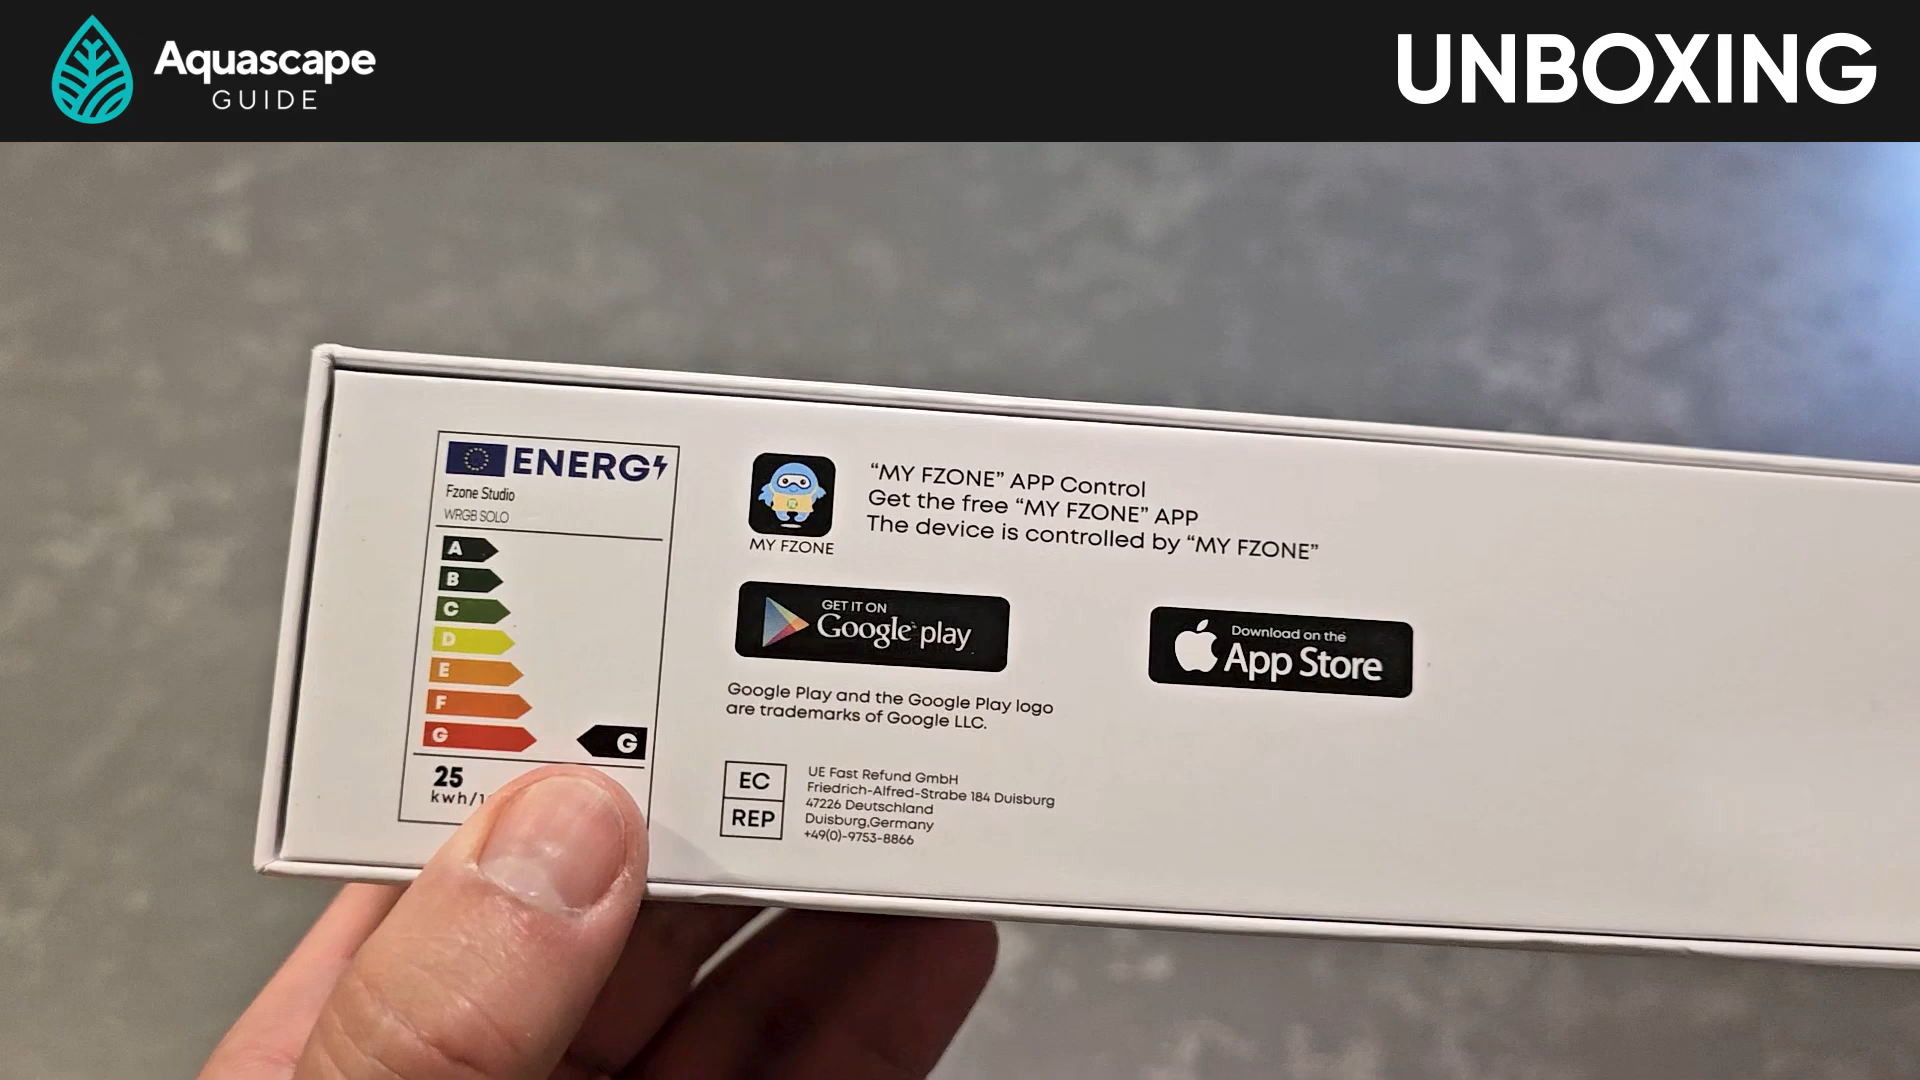 Aquascape
GUIDE
UNBOXING
ENERG
Fzone Studio
WRGB SOLO
A
B
C
D
E
F
G
G
25
kwh/1
MY FZONE
“MY FZONE” APP Control
Get the free “MY FZONE” APP
The device is controlled by “MY FZONE”
GET IT ON
Google play
Download on the
App Store
Google Play and the Google Play logo
are trademarks of Google LLC.
EC
REP
UE Fast Refund GmbH
Friedrich-Alfred-Strabe 184 Duisburg
47226 Deutschland
Duisburg,Germany
+49(0)-9753-8866